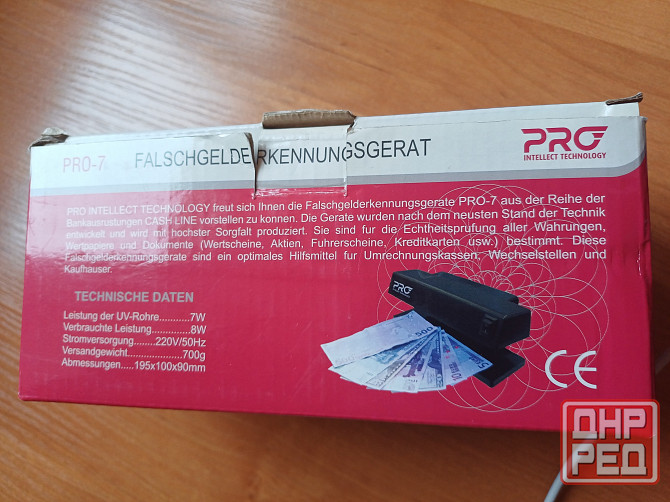 PRO-7 FALSCHGELDERKENNUNGSGERAT
PRO
INTELLECT TECHNOLOGY
PRO INTELLECT TECHNOLOGY freut sich Ihnen die Falschgelderkennungsgerate PRO-7 aus der Reihe der
Bankausrustungen CASH LINE vorstellen zu konnen. Die Gerate wurden nach dem neusten Stand der Technik
entwickelt und wird mit hochster Sorgfalt produziert. Sie sind fur die Echtheitsprufung aller Wahrungen,
Wertpapiere und Dokumente (Wertscheine, Aktien, Fuhrerscheine, Kreditkarten usw.) bestimmt. Diese
Falschgelderkennungsgerate sind ein optimales Hilfsmittel fur Umrechnungskassen, Wechselstellen und
Kaufhauser.
TECHNISCHE DATEN
Leistung der UV-Rohre..........7W
Verbrauchte Leistung.............8W
Stromversorgung........220V/50Hz
Versandgewicht..................700g
Abmessungen.....195x100x90mm
PRO
500
CE
ДНР
РЕД